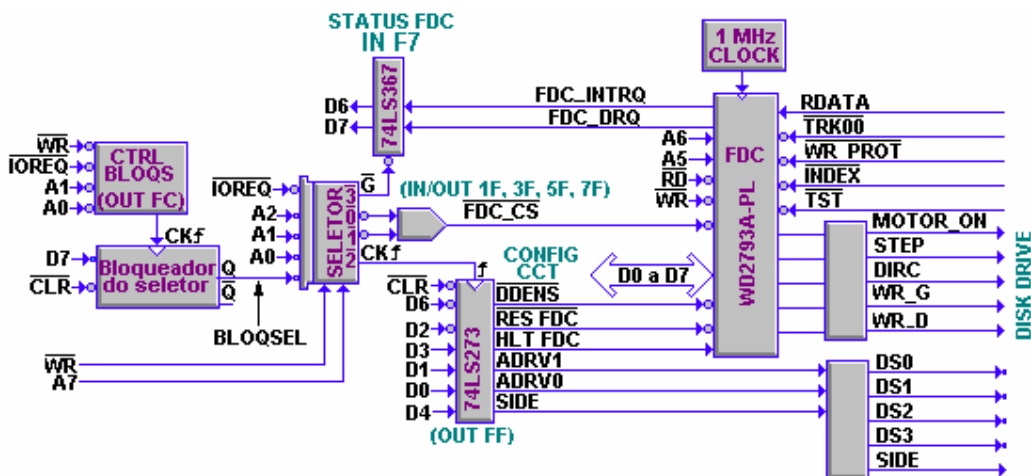 STATUS FDC
IN F7
1 MHz
CLOCK
74LS367
D6
D7
FDC_INTRQ
FDC_DRQ
A6
A5
RD
WR
FDC
WD2793A-PL
RDATA
TRK00
WR_PROT
INDEX
TST
WR
IOREQ
A1
A0
CTRL
BLOQS
(OUT FC)
CKf
D7
CLR
Bloqueador
do seletor
Q
Q
BLOQSEL
WR
A7
IOREQ
A2
A1
A0
SELETOR
3
0
1
2
G
(IN/OUT 1F, 3F, 5F, 7F)
FDC_CS
CKf
f
CONFIG
CCT
D0 a D7
CLR
D6
D2
D3
D1
D0
D4
74LS273
(OUT FF)
DDENS
RES FDC
HLT FDC
ADRV1
ADRV0
SIDE
MOTOR_ON
STEP
DIRC
WR_G
WR_D
DISK DRIVE
DS0
DS1
DS2
DS3
SIDE